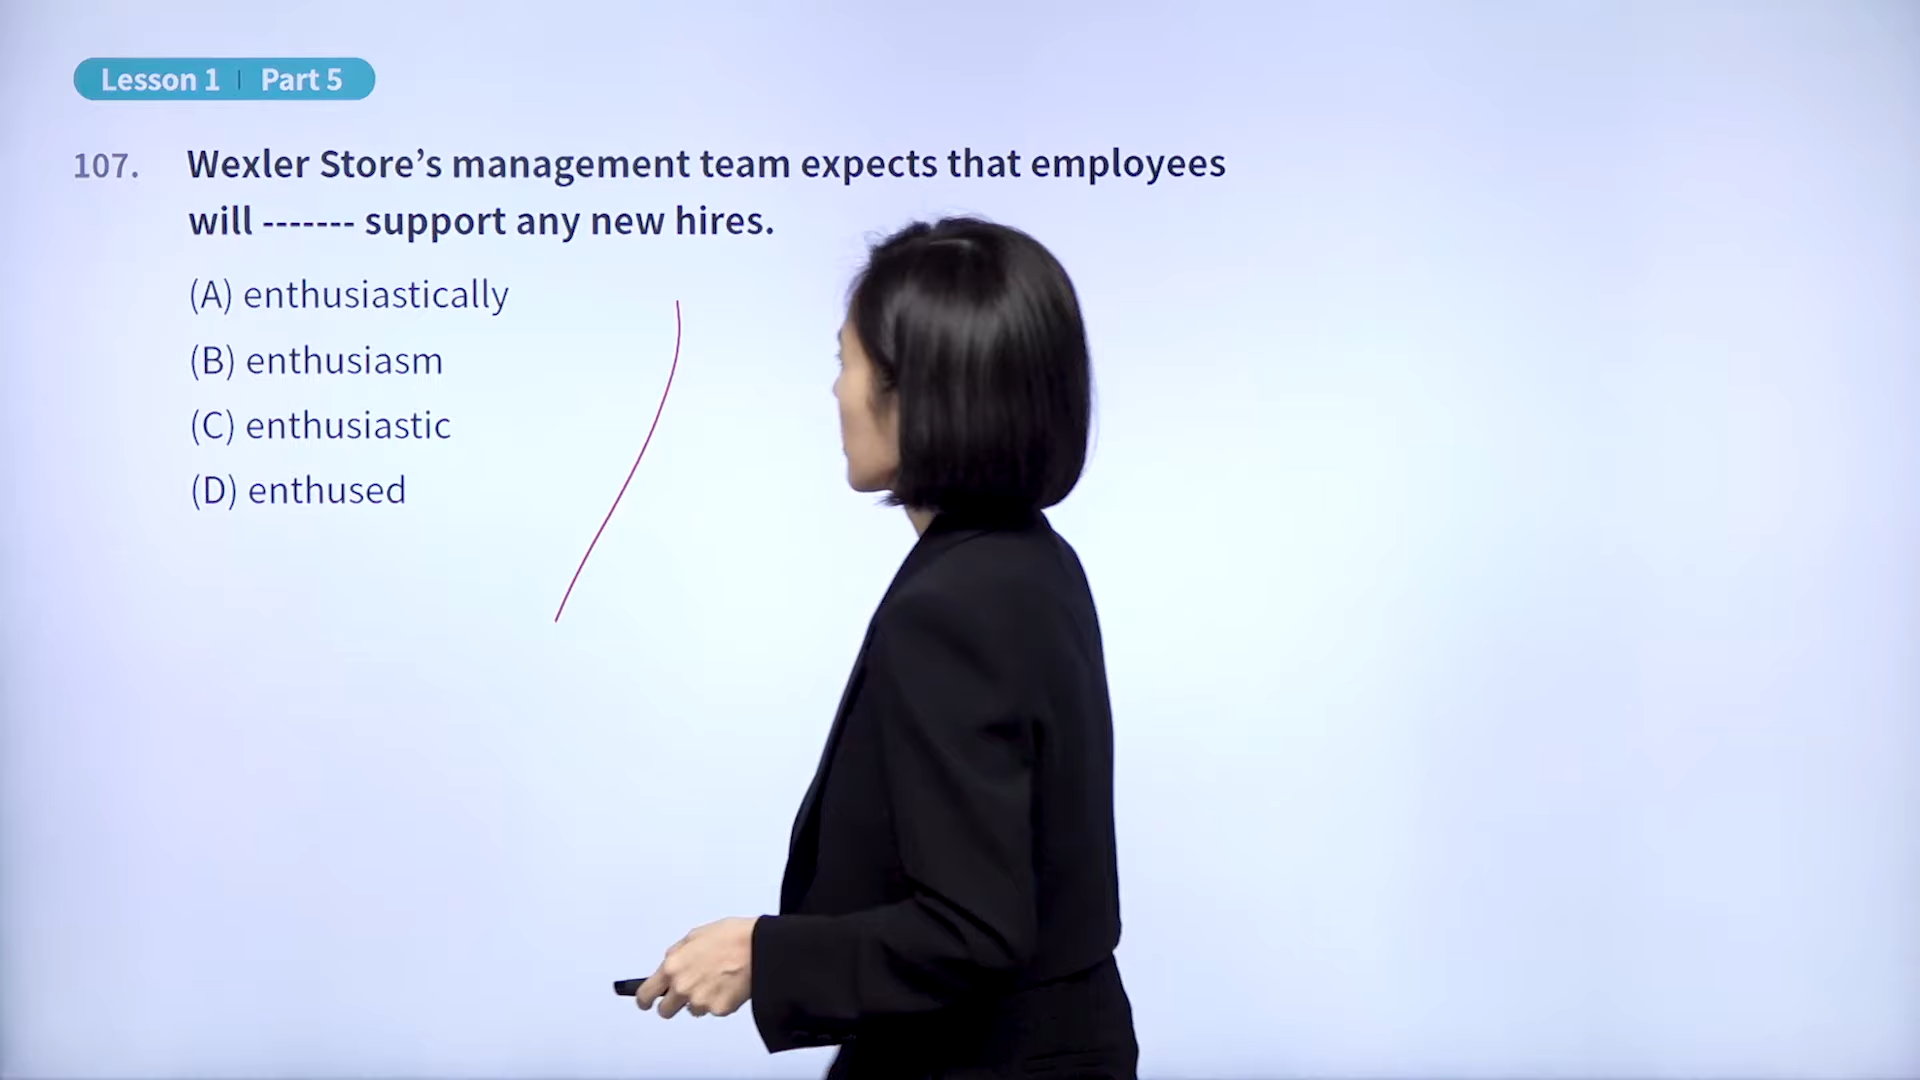 Lesson 1 | Part 5
107. Wexler Store’s management team expects that employees
will ------- support any new hires.
(A) enthusiastically
(B) enthusiasm
(C) enthusiastic
(D) enthused